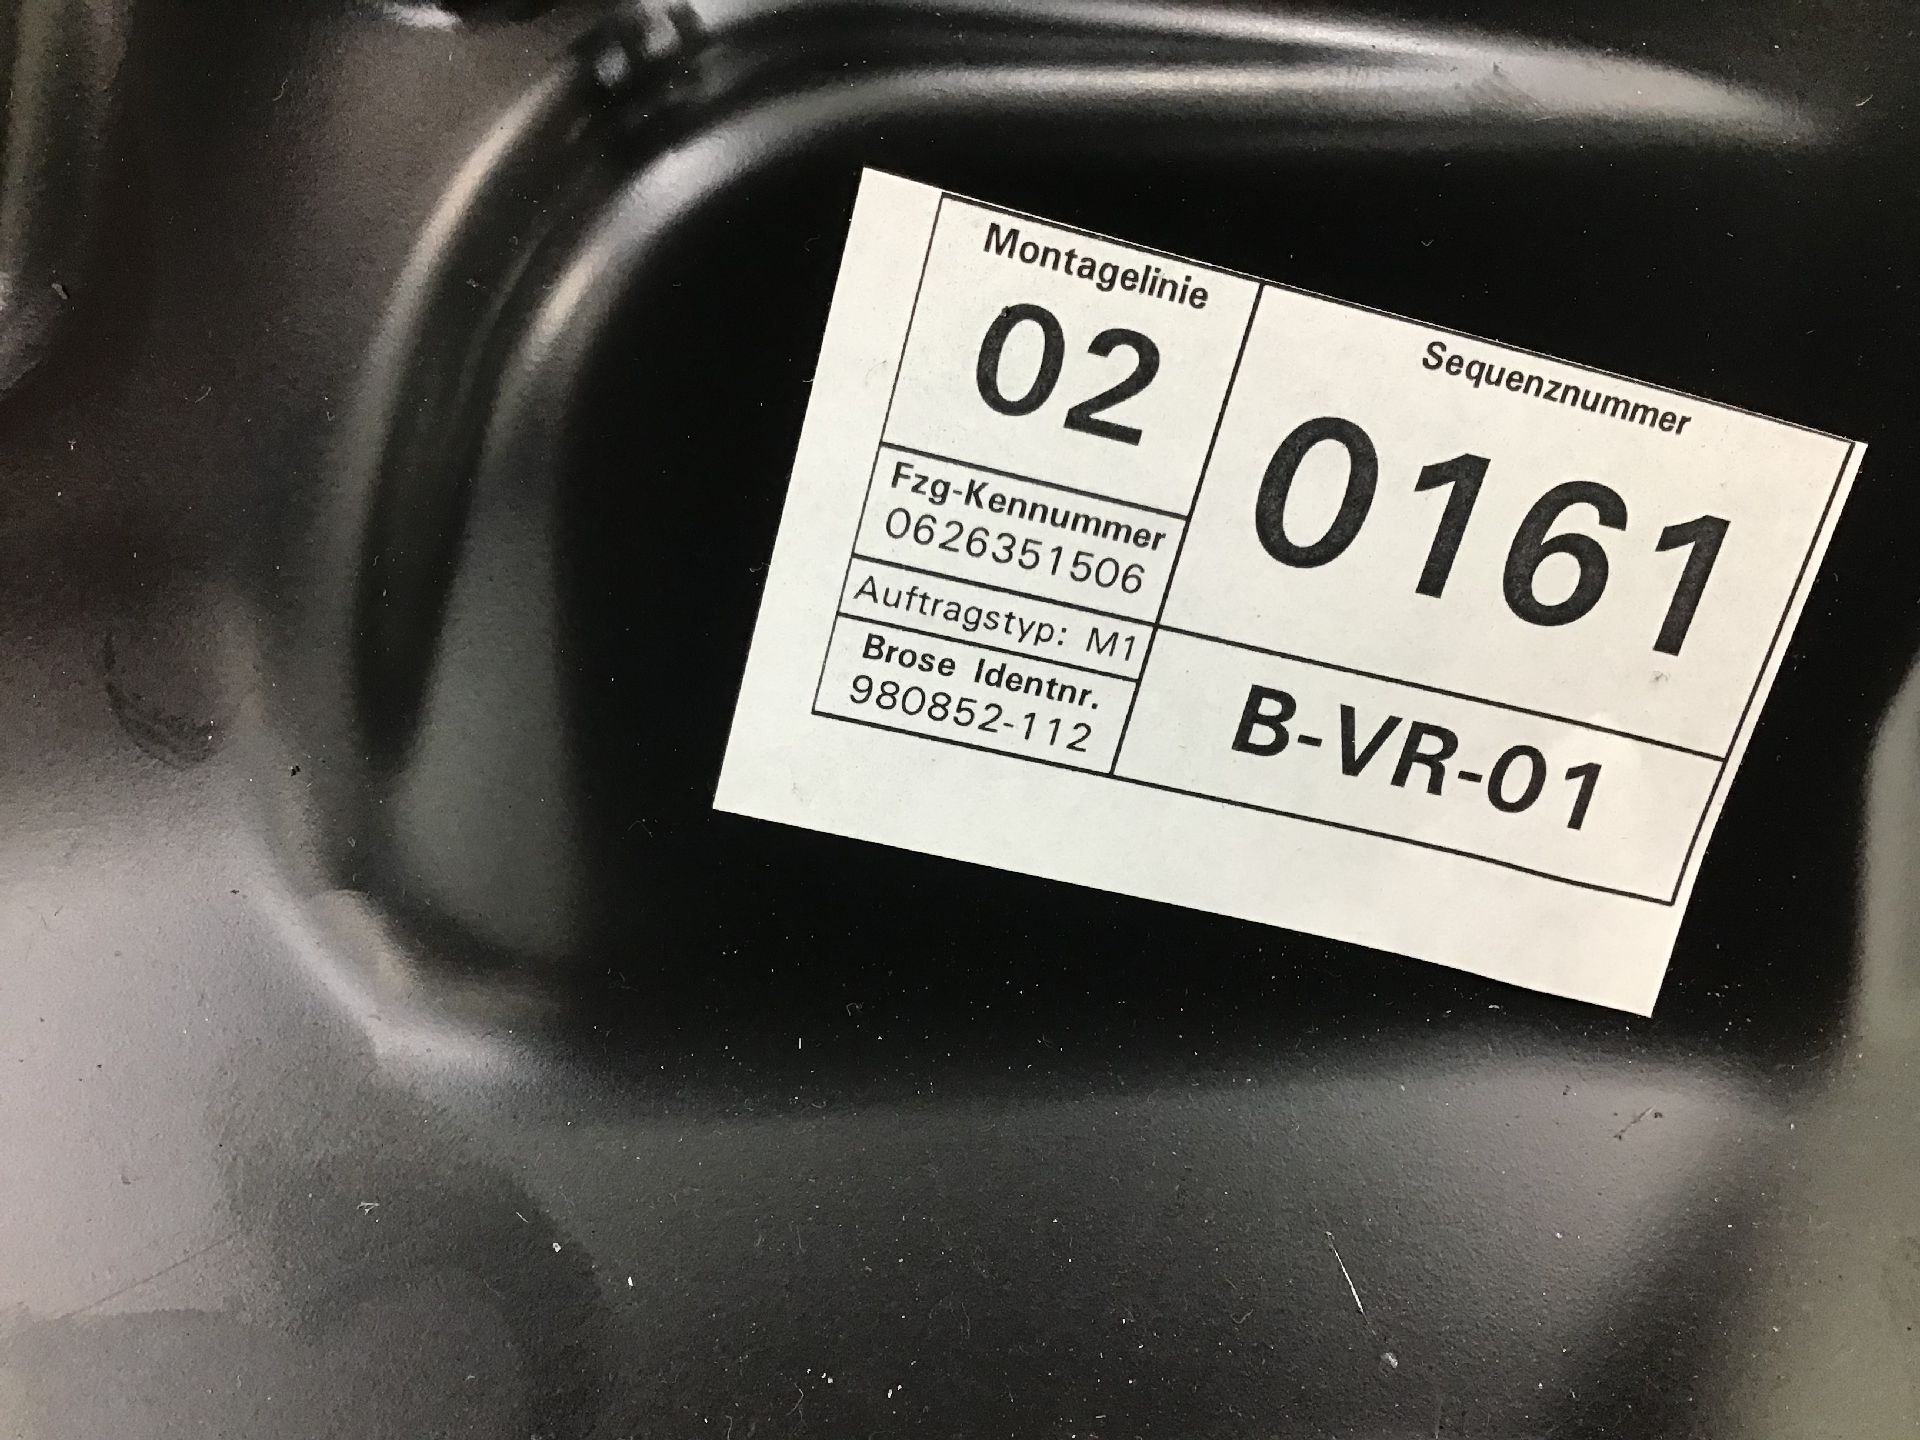 Montagelinie
02
Sequenznummer
0161
Fzg-Kennummer
0626351506
Auftragstyp: M1
Brose Identnr.
980852-112
B-VR-01